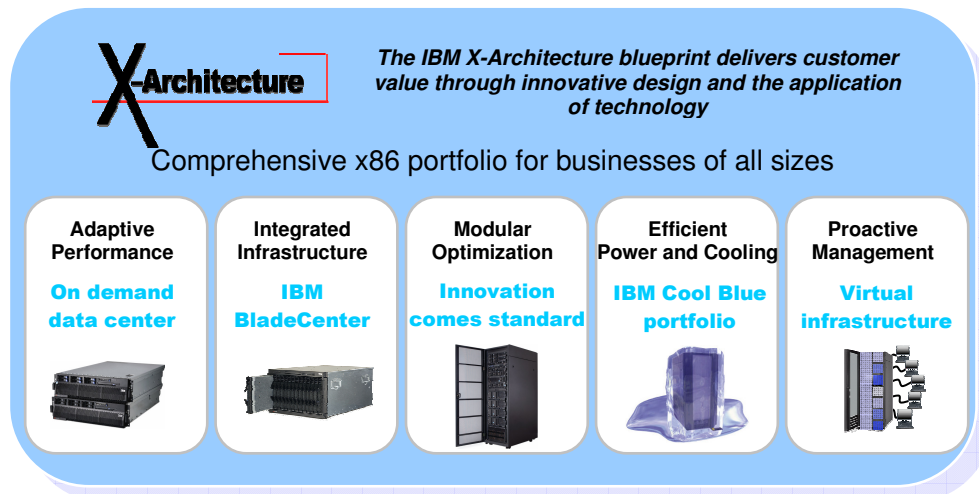 X-Architecture
The IBM X-Architecture blueprint delivers customer
value through innovative design and the application
of technology
Comprehensive x86 portfolio for businesses of all sizes
Adaptive
Performance
On demand
data center
Integrated
Infrastructure
IBM
BladeCenter
Modular
Optimization
Innovation
comes standard
Efficient
Power and Cooling
IBM Cool Blue
portfolio
Proactive
Management
Virtual
infrastructure